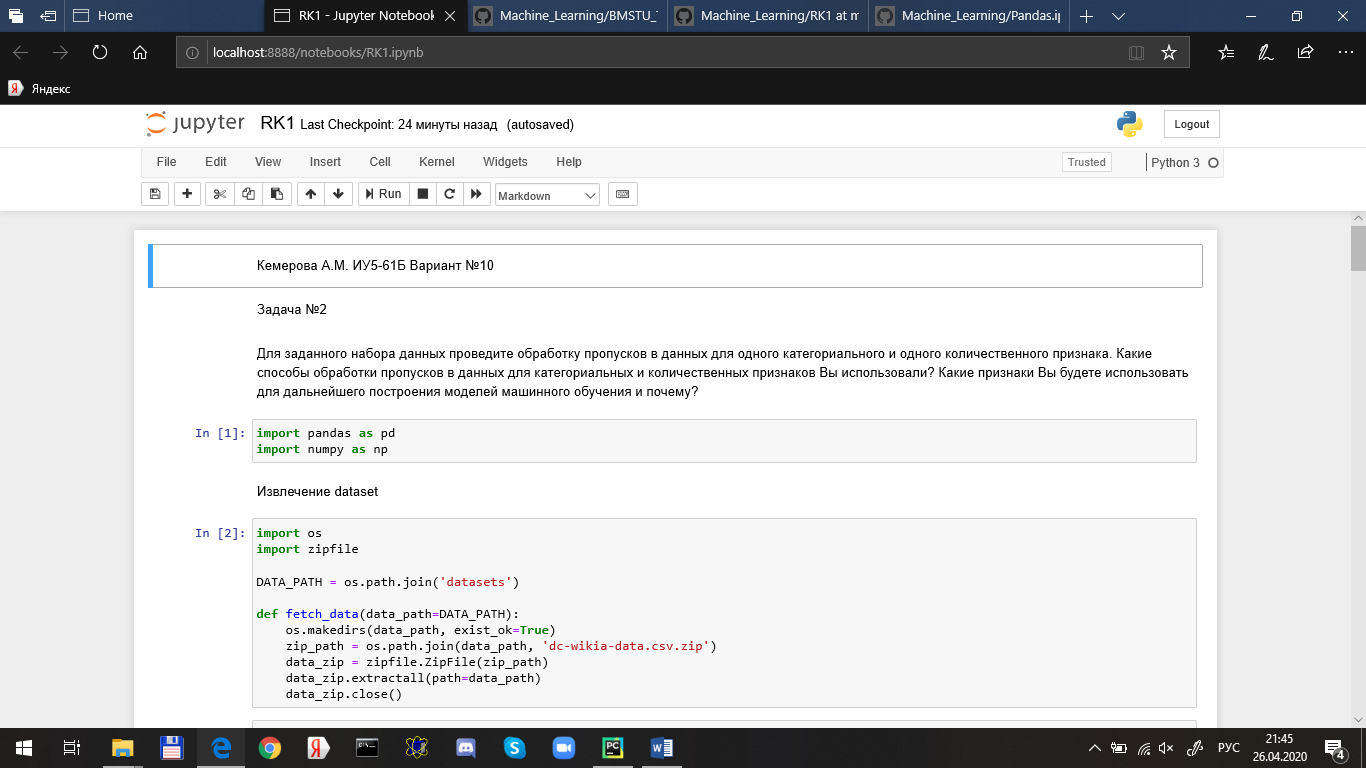 Home
RK1 - Jupyter Notebook
Machine_Learning/BMSTU_
Machine_Learning/RK1 at m
Machine_Learning/Pandas.ip
localhost:8888/notebooks/RK1.ipynb
Яндекс
jupyter RK1 Last Checkpoint: 24 минуты назад (autosaved)
Logout
File Edit View Insert Cell Kernel Widgets Help
Trusted
Python 3
Run
Markdown
Кемерова А.М. ИУ5-61Б Вариант №10
Задача №2
Для заданного набора данных проведите обработку пропусков в данных для одного категориального и одного количественного признака. Какие
способы обработки пропусков в данных для категориальных и количественных признаков Вы использовали? Какие признаки Вы будете использовать
для дальнейшего построения моделей машинного обучения и почему?
In [1]: import pandas as pd
import numpy as np
Извлечение dataset
In [2]: import os
import zipfile
DATA_PATH = os.path.join('datasets')
def fetch_data(data_path=DATA_PATH):
os.makedirs(data_path, exist_ok=True)
zip_path = os.path.join(data_path, 'dc-wikia-data.csv.zip')
data_zip = zipfile.ZipFile(zip_path)
data_zip.extractall(path=data_path)
data_zip.close()
РУС
21:45
26.04.2020
4